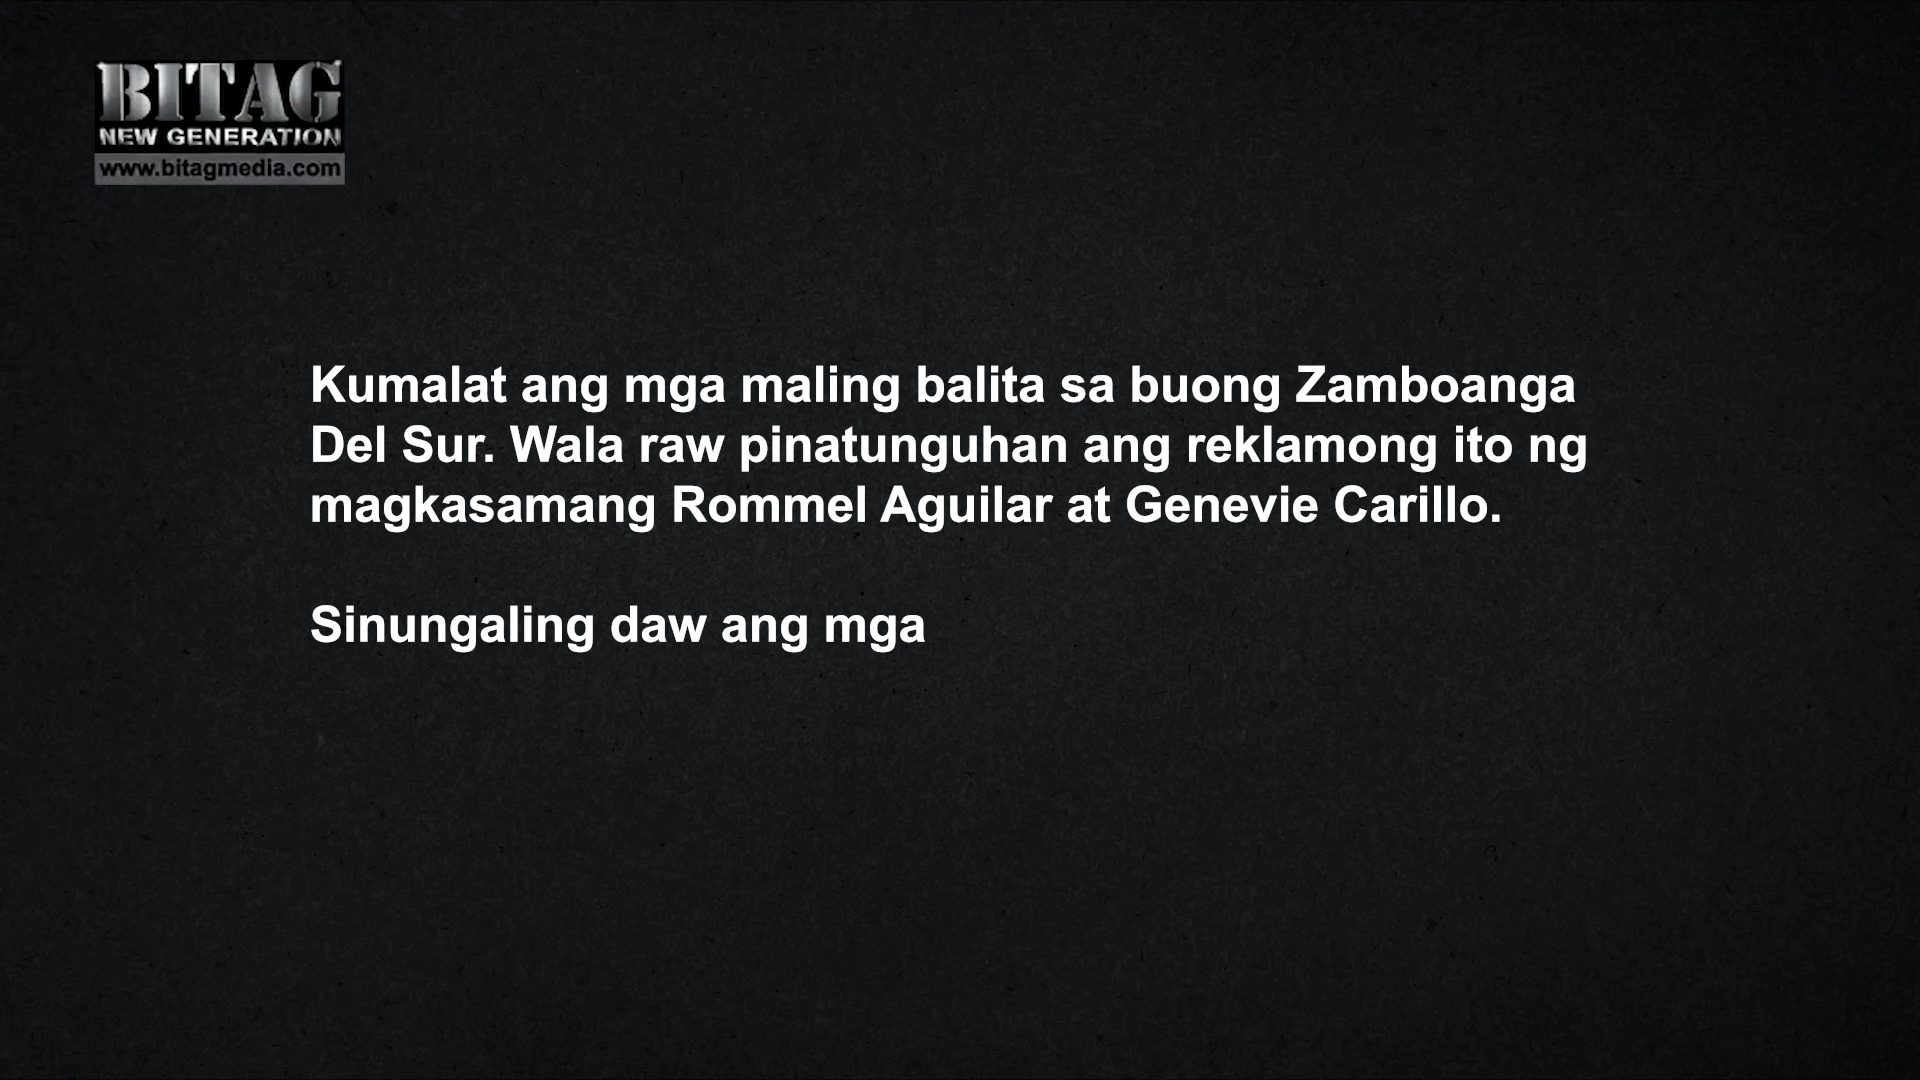 BITAG
NEW GENERATION
www.bitagmedia.com
Kumalat ang mga maling balita sa buong Zamboanga
Del Sur. Wala raw pinatunguhan ang reklamong ito ng
magkasamang Rommel Aguilar at Genevie Carillo.
Sinungaling daw ang mga